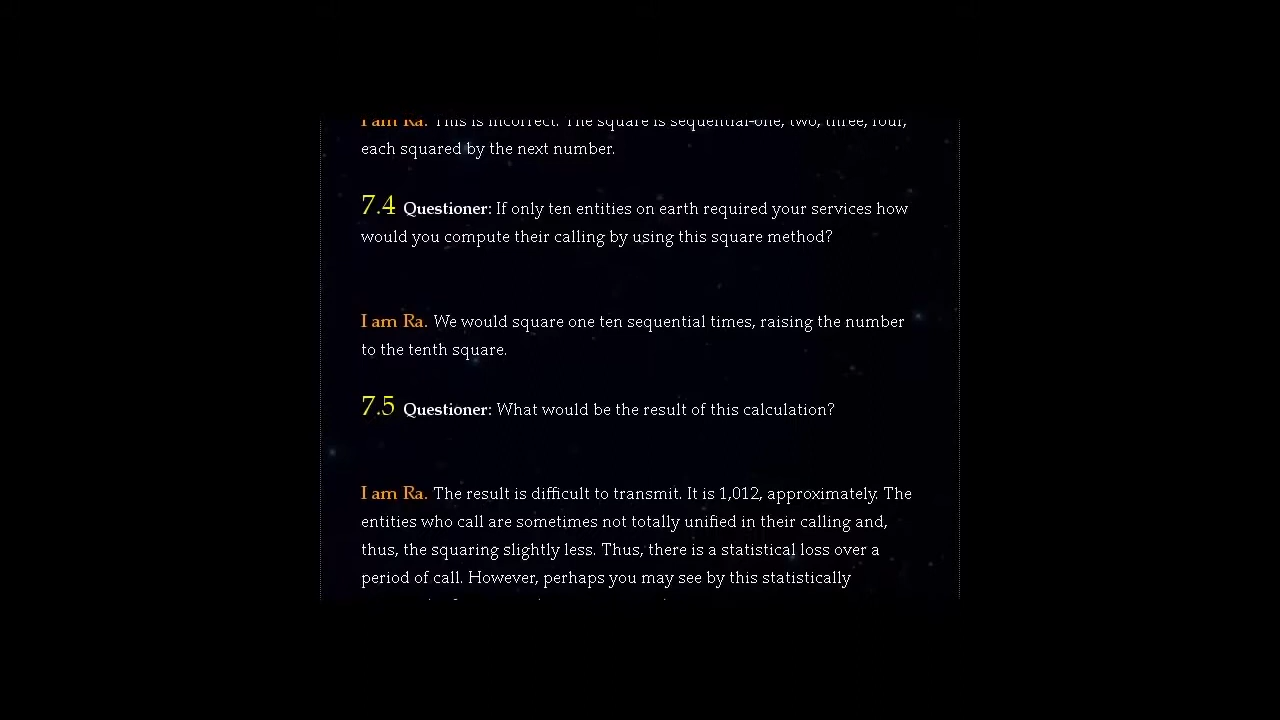 I am Ra. This is incorrect. The square is sequential-one, two, three, four,
each squared by the next number.
7.4 Questioner: If only ten entities on earth required your services how
would you compute their calling by using this square method?
I am Ra. We would square one ten sequential times, raising the number
to the tenth square.
7.5 Questioner: What would be the result of this calculation?
I am Ra. The result is difficult to transmit. It is 1,012, approximately. The
entities who call are sometimes not totally unified in their calling and,
thus, the squaring slightly less. Thus, there is a statistical loss over a
period of call. However, perhaps you may see by this statistically